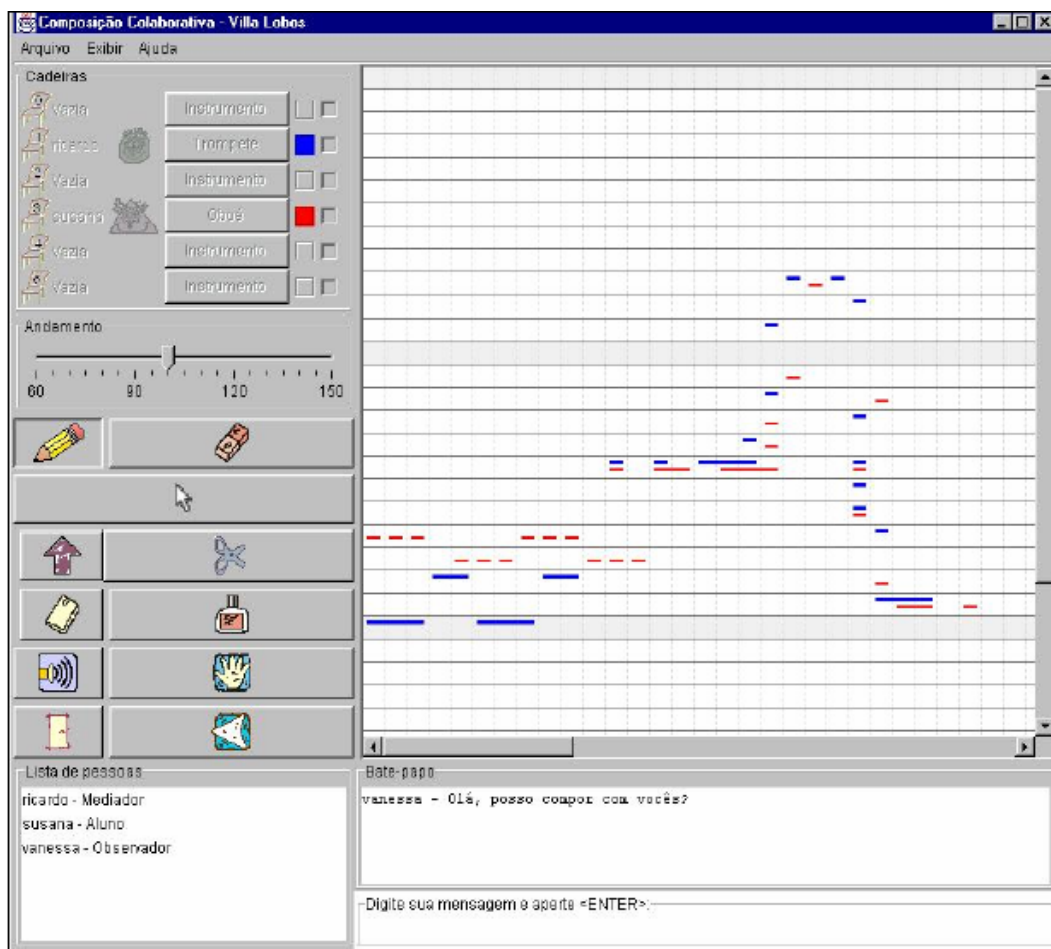 Composição Colaborativa - Villa Lobos
Arquivo Exibir Ajuda
Cadeiras
Vazia Instrumento
ricardo Trompete
Vazia Instrumento
susana Oboé
Vazia Instrumento
Vazia Instrumento
Andamento
60 90 120 150
Lista de pessoas
ricardo - Mediador
susana - Aluno
vanessa - Observador
Bate-papo
vanessa - Olá, posso compor com vocês?
Digite sua mensagem e aperte <ENTER>: